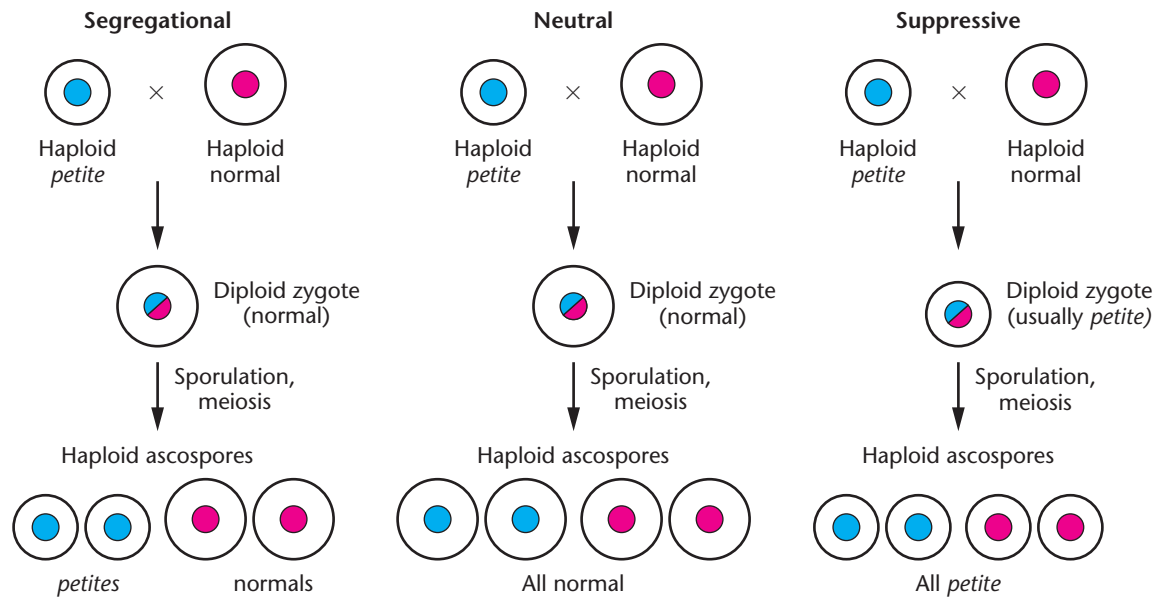 Segregational
×
Haploid
petite
Haploid
normal
Diploid zygote
(normal)
Sporulation,
meiosis
Haploid ascospores
petites
normals
Neutral
×
Haploid
petite
Haploid
normal
Diploid zygote
(normal)
Sporulation,
meiosis
Haploid ascospores
All normal
Suppressive
×
Haploid
petite
Haploid
normal
Diploid zygote
(usually petite)
Sporulation,
meiosis
Haploid ascospores
All petite